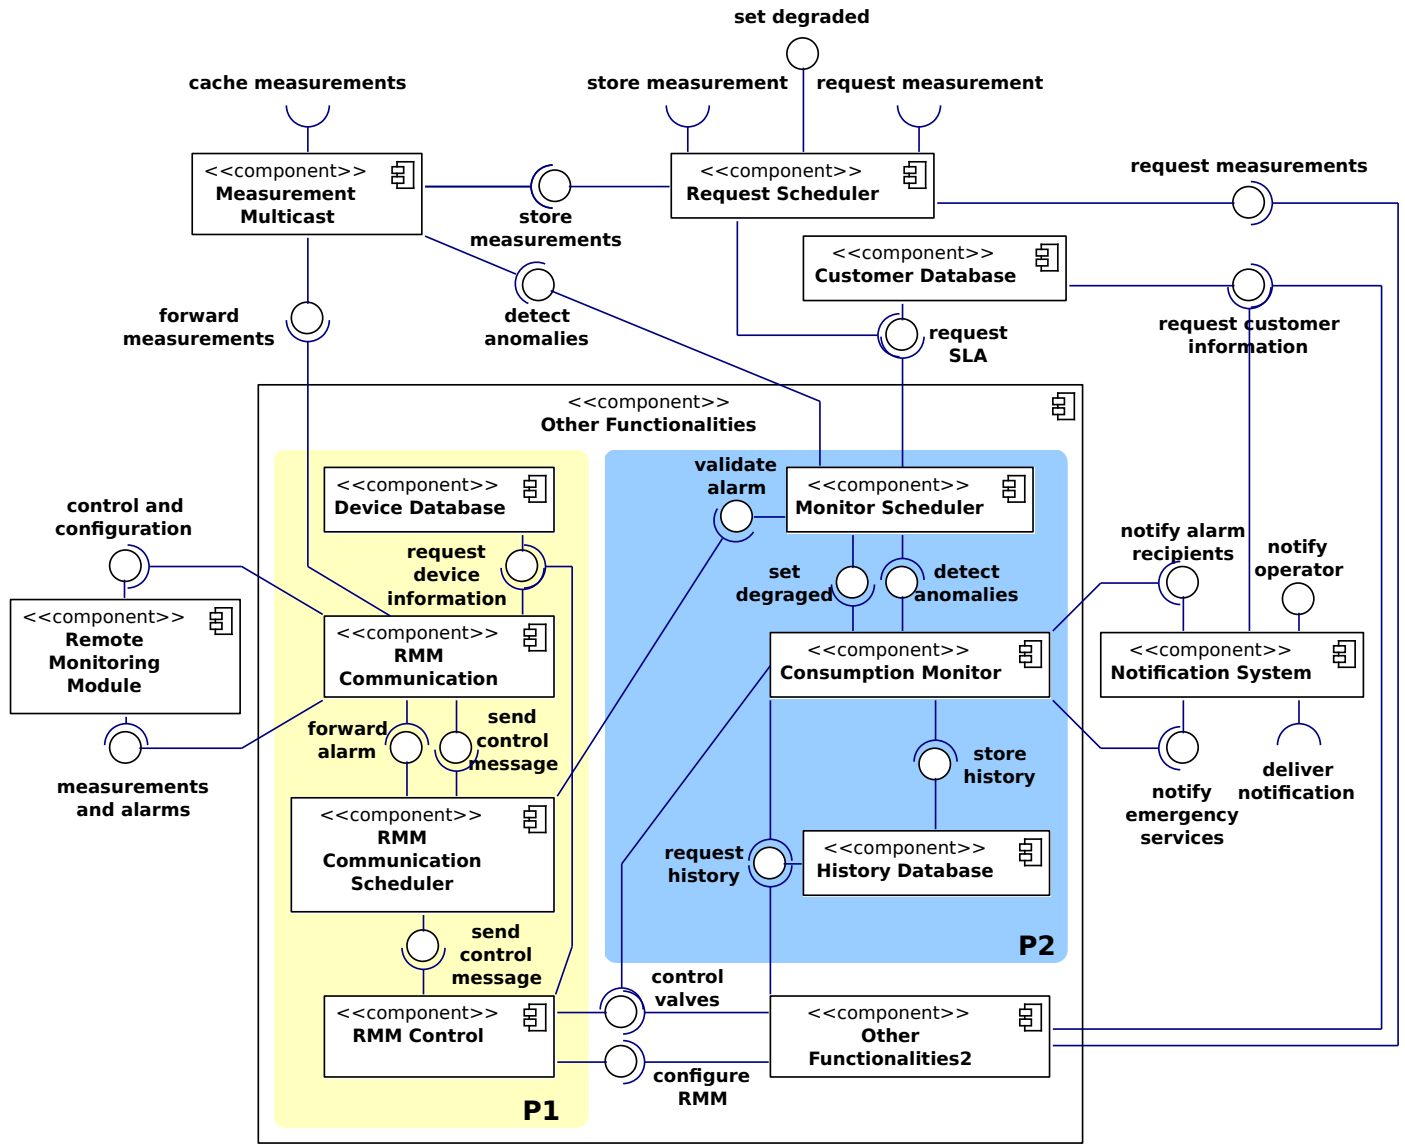 set degraded
cache measurements
store measurement
request measurement
<<component>>
Measurement
Multicast
<<component>>
Request Scheduler
request measurements
store
measurements
<<component>>
Customer Database
forward
measurements
detect
anomalies
request
SLA
request customer
information
<<component>>
Other Functionalities
validate
alarm
<<component>>
Device Database
<<component>>
Monitor Scheduler
control and
configuration
request
device
information
set
degraged
detect
anomalies
notify alarm
recipients
notify
operator
<<component>>
Remote
Monitoring
Module
<<component>>
RMM
Communication
<<component>>
Consumption Monitor
<<component>>
Notification System
forward
alarm
send
control
message
store
history
measurements
and alarms
notify
emergency
services
deliver
notification
<<component>>
RMM
Communication
Scheduler
request
history
<<component>>
History Database
send
control
message
P2
control
valves
<<component>>
RMM Control
<<component>>
Other
Functionalities2
configure
RMM
P1